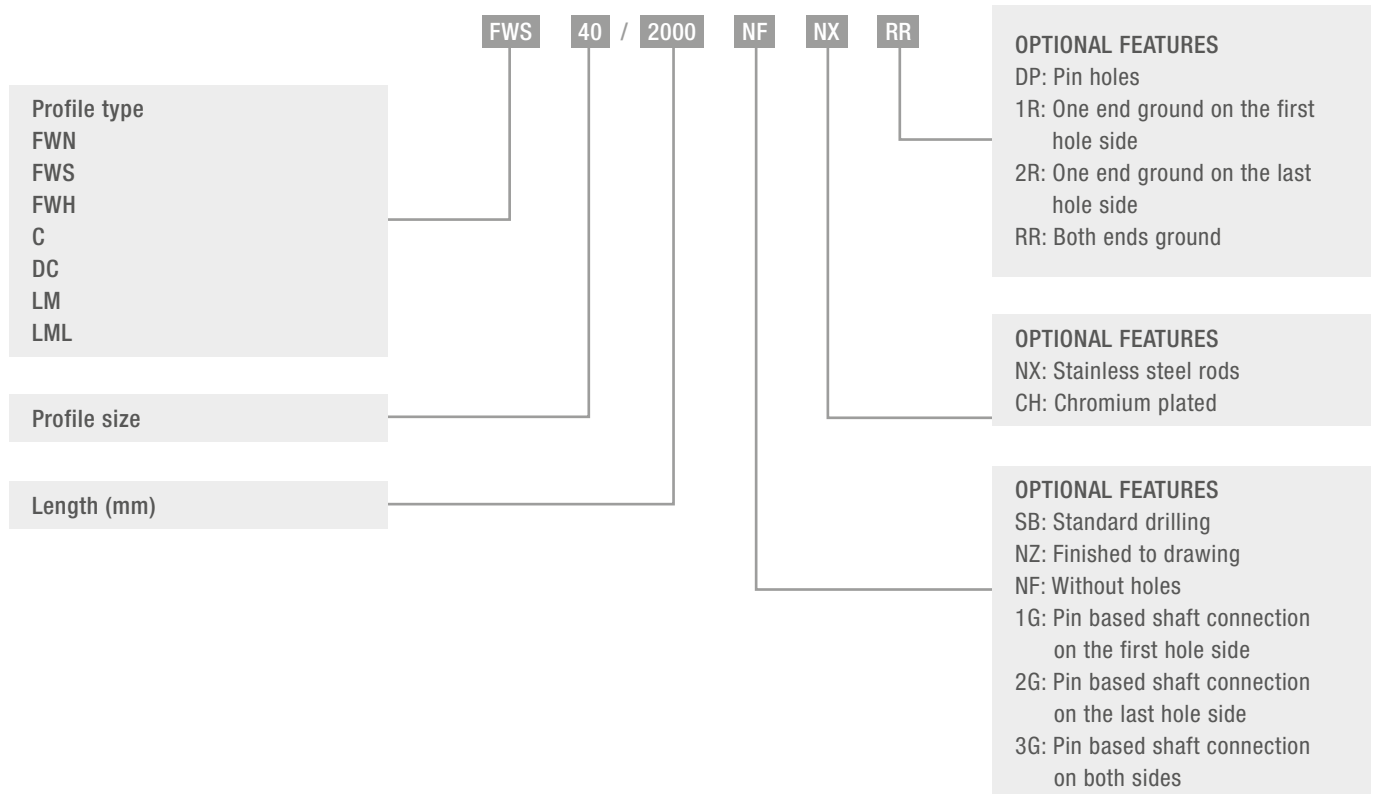 FWS 40 / 2000 NF NX RR
Profile type
FWN
FWS
FWH
C
DC
LM
LML
Profile size
Length (mm)
OPTIONAL FEATURES
DP: Pin holes
1R: One end ground on the first
hole side
2R: One end ground on the last
hole side
RR: Both ends ground
OPTIONAL FEATURES
NX: Stainless steel rods
CH: Chromium plated
OPTIONAL FEATURES
SB: Standard drilling
NZ: Finished to drawing
NF: Without holes
1G: Pin based shaft connection
on the first hole side
2G: Pin based shaft connection
on the last hole side
3G: Pin based shaft connection
on both sides